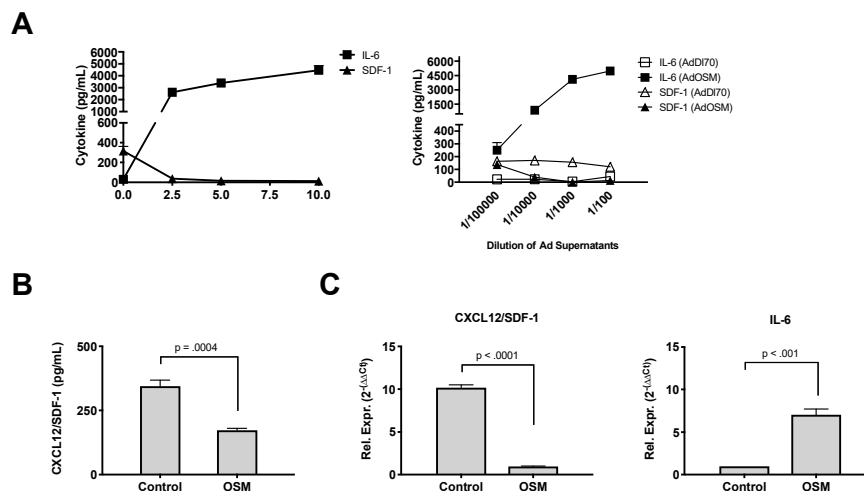 A
Cytokine (pg/mL)
6000
5000
4000
3000
2000
1000
600
400
200
0
0.0 2.5 5.0 7.5 10.0
IL-6
SDF-1
Cytokine (pg/mL)
6000
4500
3000
1500
400
300
200
100
0
1/100000 1/10000 1/1000 1/100
Dilution of Ad Supernatants
IL-6 (AdDl70)
IL-6 (AdOSM)
SDF-1 (AdDl70)
SDF-1 (AdOSM)
B
CXCL12/SDF-1 (pg/mL)
500
250
0
p = .0004
Control OSM
C
CXCL12/SDF-1
Rel. Expr. (2^-(ΔΔCt))
15
10
5
0
p < .0001
Control OSM
IL-6
Rel. Expr. (2^-(ΔΔCt))
15
10
5
0
p < .001
Control OSM